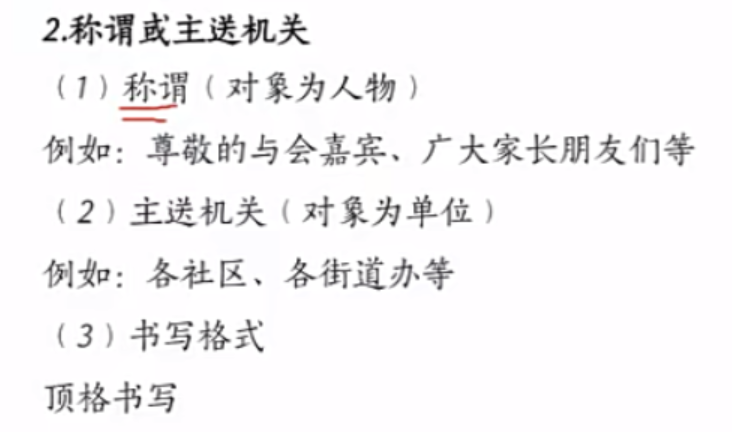 2.称谓或主送机关
（1）称谓（对象为人物）
例如：尊敬的与会嘉宾、广大家长朋友们等
（2）主送机关（对象为单位）
例如：各社区、各街道办等
（3）书写格式
顶格书写